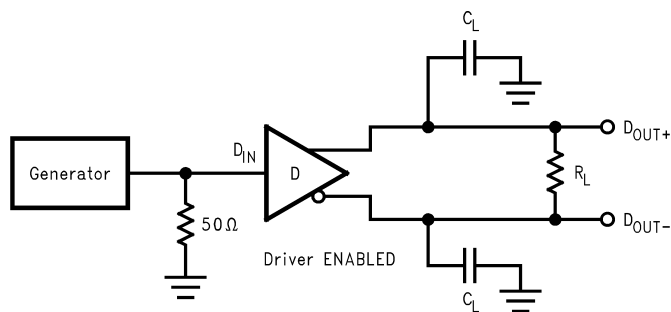 C_L
D_OUT+
Generator
D_IN
D
R_L
50Ω
D_OUT−
Driver ENABLED
C_L